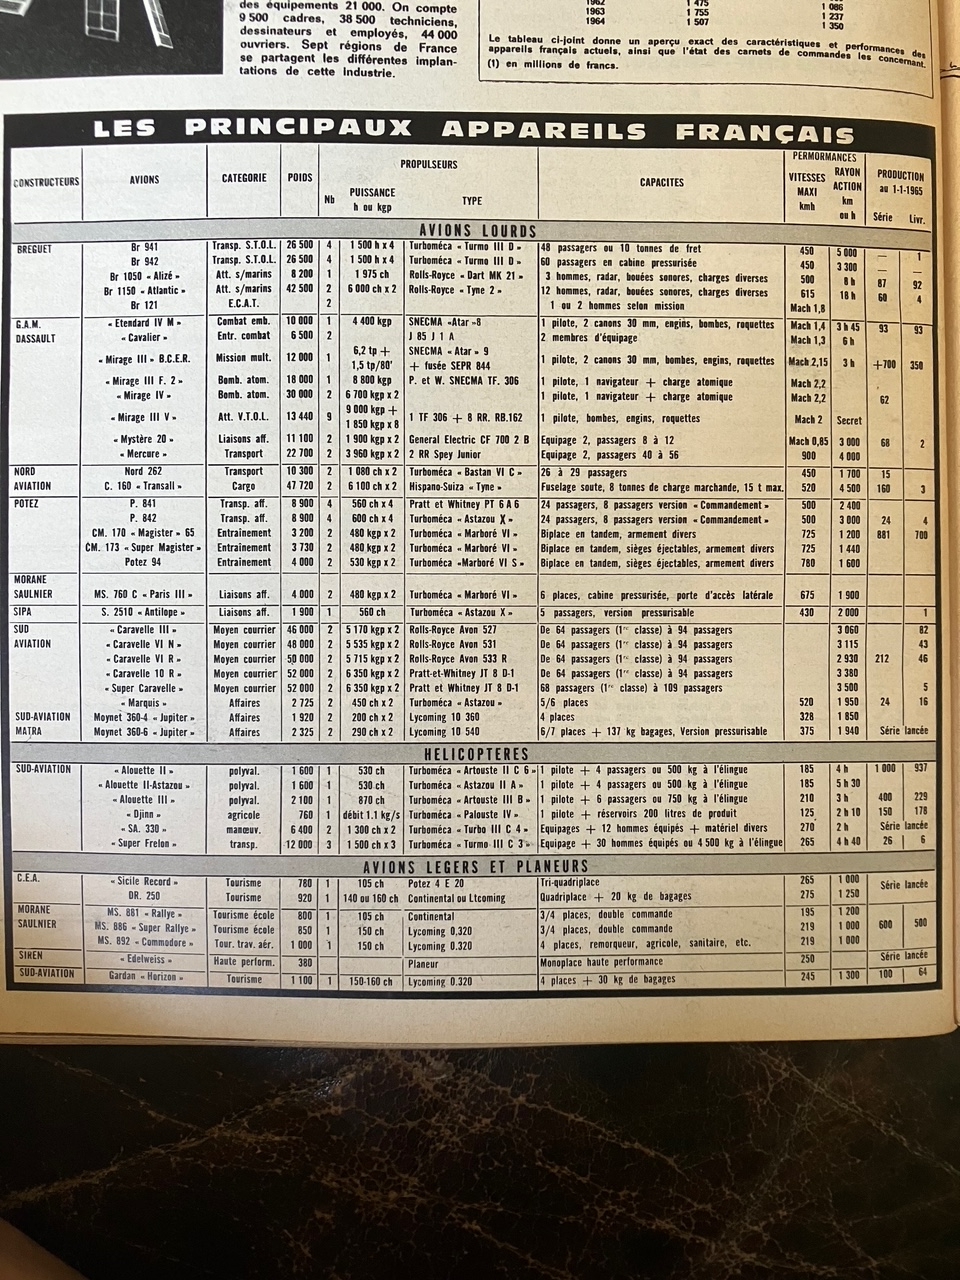 des équipements 21 000. On compte
9 500 cadres, 38 500 techniciens,
dessinateurs et employés, 44 000
ouvriers. Sept régions de France
se partagent les différentes implan-
tations de cette industrie.
1962 1 475 1 086
1963 1 755 1 237
1964 1 507 1 350
Le tableau ci-joint donne un aperçu exact des caractéristiques et performances des
appareils français actuels, ainsi que l'état des carnets de commandes les concernant.
(1) en millions de francs.
LES PRINCIPAUX APPAREILS FRANÇAIS
CONSTRUCTEURS AVIONS CATEGORIE POIDS PROPULSEURS CAPACITES PERMORMANCES PRODUCTION au 1-1-1965
Nb PUISSANCE h ou kgp TYPE VITESSES MAXI kmh RAYON ACTION km ou h Série Livr.
AVIONS LOURDS
BREGUET Br 941 Transp. S.T.O.L. 26 500 4 1 500 h x 4 Turboméca « Turmo III D » 48 passagers ou 10 tonnes de fret 450 5 000 — 1
Br 942 Transp. S.T.O.L. 26 500 4 1 500 h x 4 Turboméca « Turmo III D » 60 passagers en cabine pressurisée 450 3 300 — —
Br 1050 « Alizé » Att. s/marins 8 200 1 1 975 ch Rolls-Royce « Dart MK 21 » 3 hommes, radar, bouées sonores, charges diverses 500 8 h 87 92
Br 1150 « Atlantic » Att. s/marins 42 500 2 6 000 ch x 2 Rolls-Royce « Tyne 2 » 12 hommes, radar, bouées sonores, charges diverses 615 18 h 60 4
Br 121 E.C.A.T. 2 1 ou 2 hommes selon mission Mach 1,8
G.A.M. DASSAULT « Etendard IV M » Combat emb. 10 000 1 4 400 kgp SNECMA «Atar »8 1 pilote, 2 canons 30 mm, engins, bombes, roquettes Mach 1,4 3 h 45 93 93
« Cavalier » Entr. combat 6 500 2 J 85 J 1 A 2 membres d'équipage Mach 1,3 6 h
« Mirage III » B.C.E.R. Mission mult. 12 000 1 6,2 tp + 1,5 tp/80' SNECMA « Atar » 9 + fusée SEPR 844 1 pilote, 2 canons 30 mm, bombes, engins, roquettes Mach 2,15 3 h +700 350
« Mirage III F. 2 » Bomb. atom. 18 000 1 8 800 kgp P. et W. SNECMA TF. 306 1 pilote, 1 navigateur + charge atomique Mach 2,2
« Mirage IV » Bomb. atom. 30 000 2 6 700 kgp x 2 1 pilote, 1 navigateur + charge atomique Mach 2,2 62
« Mirage III V » Att. V.T.O.L. 13 440 9 9 000 kgp + 1 850 kgp x 8 1 TF 306 + 8 RR. RB.162 1 pilote, bombes, engins, roquettes Mach 2 Secret
« Mystère 20 » Liaisons aff. 11 100 2 1 900 kgp x 2 General Electric CF 700 2 B Equipage 2, passagers 8 à 12 Mach 0,85 3 000 68 2
« Mercure » Transport 22 700 2 3 960 kgp x 2 2 RR Spey Junior Equipage 2, passagers 40 à 56 900 4 000
NORD Nord 262 Transport 10 300 2 1 080 ch x 2 Turboméca « Bastan VI C » 26 à 29 passagers 450 1 700 15
AVIATION C. 160 « Transall » Cargo 47 720 2 6 100 ch x 2 Hispano-Suiza « Tyne » Fuselage soute, 8 tonnes de charge marchande, 15 t max. 520 4 500 160 3
POTEZ P. 841 Transp. aff. 8 900 4 560 ch x 4 Pratt et Whitney PT 6 A 6 24 passagers, 8 passagers version « Commandement » 500 2 400
P. 842 Transp. aff. 8 900 4 600 ch x 4 Turboméca « Astazou X » 24 passagers, 8 passagers version « Commandement » 500 3 000 24 4
CM. 170 « Magister » 65 Entraînement 3 200 2 480 kgp x 2 Turboméca « Marboré VI » Biplace en tandem, armement divers 725 1 200 881 700
CM. 173 « Super Magister » Entraînement 3 730 2 480 kgp x 2 Turboméca « Marboré VI » Biplace en tandem, sièges éjectables, armement divers 725 1 440
Potez 94 Entraînement 4 000 2 530 kgp x 2 Turboméca «Marboré VI S » Biplace en tandem, sièges éjectables, armement divers 780 1 600
MORANE
SAULNIER MS. 760 C « Paris III » Liaisons aff. 4 000 2 480 kgp x 2 Turboméca « Marboré VI » 6 places, cabine pressurisée, porte d'accès latérale 675 1 900
SIPA S. 2510 « Antilope » Liaisons aff. 1 900 1 560 ch Turboméca « Astazou X » 5 passagers, version pressurisable 430 2 000 1
SUD « Caravelle III » Moyen courrier 46 000 2 5 170 kgp x 2 Rolls-Royce Avon 527 De 64 passagers (1re classe) à 94 passagers 3 060 82
AVIATION « Caravelle VI N » Moyen courrier 48 000 2 5 535 kgp x 2 Rolls-Royce Avon 531 De 64 passagers (1re classe) à 94 passagers 3 115 43
« Caravelle VI R » Moyen courrier 50 000 2 5 715 kgp x 2 Rolls-Royce Avon 533 R De 64 passagers (1re classe) à 94 passagers 2 930 212 46
« Caravelle 10 R » Moyen courrier 52 000 2 6 350 kgp x 2 Pratt-et-Whitney JT 8 D-1 De 64 passagers (1re classe) à 94 passagers 3 380
« Super Caravelle » Moyen courrier 52 000 2 6 350 kgp x 2 Pratt et Whitney JT 8 D-1 68 passagers (1re classe) à 109 passagers 3 500 5
« Marquis » Affaires 2 725 2 450 ch x 2 Turboméca « Astazou » 5/6 places 520 1 950 24 16
SUD-AVIATION Moynet 360-4 « Jupiter » Affaires 1 920 2 200 ch x 2 Lycoming 10 360 4 places 328 1 850
MATRA Moynet 360-6 « Jupiter » Affaires 2 325 2 290 ch x 2 Lycoming 10 540 6/7 places + 137 kg bagages, Version pressurisable 375 1 940 Série lancée
HELICOPTERES
SUD-AVIATION « Alouette II » polyval. 1 600 1 530 ch Turboméca « Artouste II C 6 » 1 pilote + 4 passagers ou 500 kg à l'élingue 185 4 h 1 000 937
« Alouette II-Astazou » polyval. 1 600 1 530 ch Turboméca « Astazou II A » 1 pilote + 4 passagers ou 500 kg à l'élingue 185 5 h 30
« Alouette III » polyval. 2 100 1 870 ch Turboméca « Artouste III B » 1 pilote + 6 passagers ou 750 kg à l'élingue 210 3 h 400 229
« Djinn » agricole 760 1 débit 1.1 kg/s Turboméca « Palouste IV » 1 pilote + réservoirs 200 litres de produit 125 2 h 10 150 178
« SA. 330 » manœuv. 6 400 2 1 300 ch x 2 Turboméca « Turbo III C 4 » Equipages + 12 hommes équipés + matériel divers 270 2 h Série lancée
« Super Frelon » transp. 12 000 3 1 500 ch x 3 Turboméca « Turmo III C 3 » Equipage + 30 hommes équipés ou 4 500 kg à l'élingue 265 4 h 40 26 6
AVIONS LEGERS ET PLANEURS
C.E.A. « Sicile Record » Tourisme 780 1 105 ch Potez 4 E 20 Tri-quadriplace 265 1 000 Série lancée
DR. 250 Tourisme 920 1 140 ou 160 ch Continental ou Ltcoming Quadriplace + 20 kg de bagages 275 1 250
MORANE MS. 881 « Rallye » Tourisme école 800 1 105 ch Continental 3/4 places, double commande 195 1 200
SAULNIER MS. 886 « Super Rallye » Tourisme école 850 1 150 ch Lycoming 0,320 3/4 places, double commande 219 1 000 600 500
MS. 892 « Commodore » Tour. trav. aér. 1 000 1 150 ch Lycoming 0.320 4 places, remorqueur, agricole, sanitaire, etc. 219 1 000
SIREN « Edelweiss » Haute perform. 380 Planeur Monoplace haute performance 250 Série lancée
SUD-AVIATION Gardan « Horizon » Tourisme 1 100 1 150-160 ch Lycoming 0.320 4 places + 30 kg de bagages 245 1 300 100 64